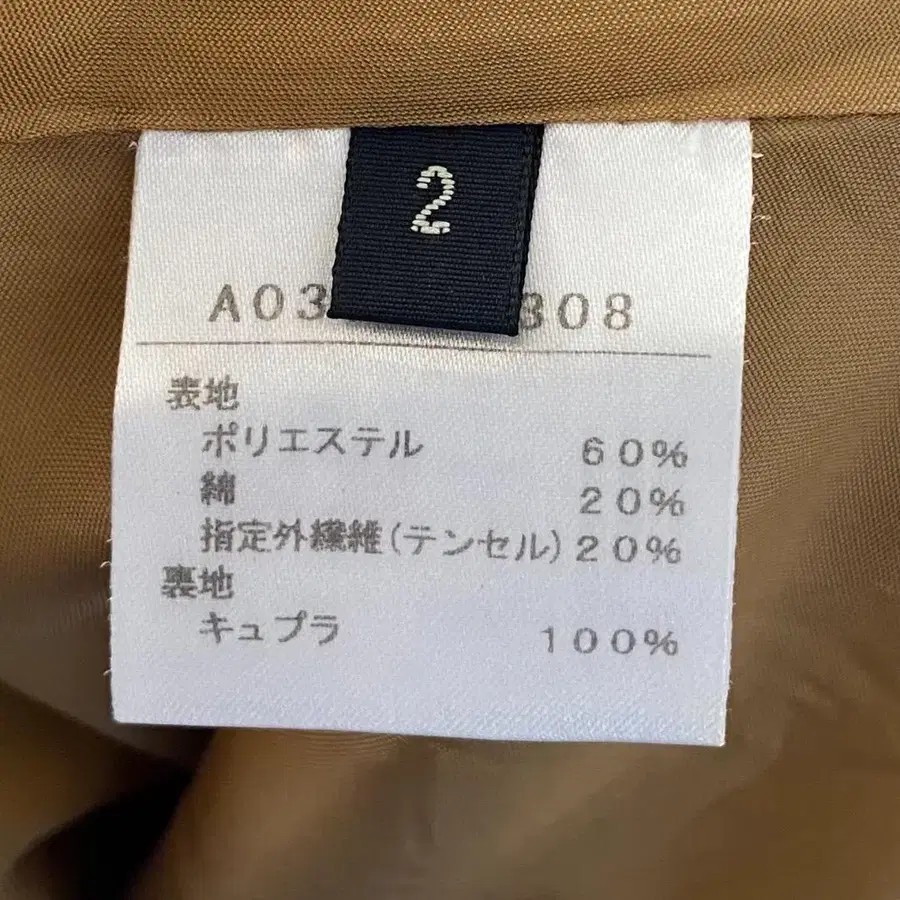 2
A03 308
表地
ポリエステル 60%
綿 20%
指定外繊維(テンセル)20%
裏地
キュプラ 100%